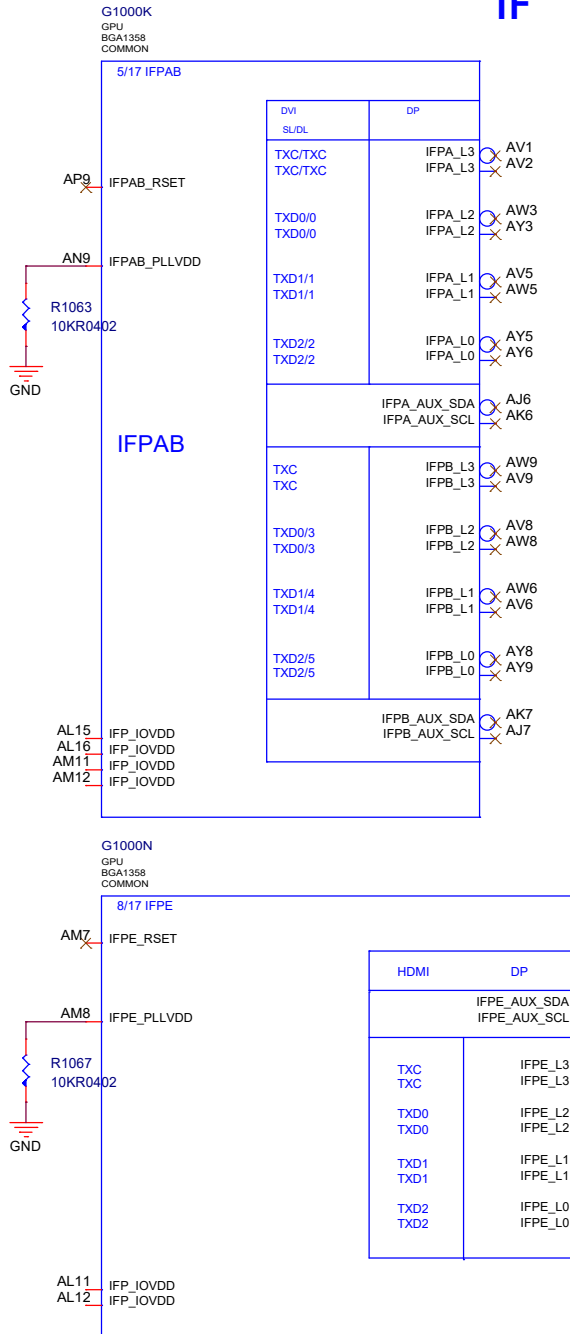 IF
G1000K
GPU
BGA1358
COMMON
5/17 IFPAB
DVI DP
SL/DL
TXC/TXC IFPA_L3 AV1
TXC/TXC IFPA_L3 AV2
AP9 IFPAB_RSET
TXD0/0 IFPA_L2 AW3
TXD0/0 IFPA_L2 AY3
AN9 IFPAB_PLLVDD
TXD1/1 IFPA_L1 AV5
TXD1/1 IFPA_L1 AW5
R1063
10KR0402
TXD2/2 IFPA_L0 AY5
TXD2/2 IFPA_L0 AY6
GND
IFPA_AUX_SDA AJ6
IFPA_AUX_SCL AK6
IFPAB
TXC IFPB_L3 AW9
TXC IFPB_L3 AV9
TXD0/3 IFPB_L2 AV8
TXD0/3 IFPB_L2 AW8
TXD1/4 IFPB_L1 AW6
TXD1/4 IFPB_L1 AV6
TXD2/5 IFPB_L0 AY8
TXD2/5 IFPB_L0 AY9
IFPB_AUX_SDA AK7
IFPB_AUX_SCL AJ7
AL15 IFP_IOVDD
AL16 IFP_IOVDD
AM11 IFP_IOVDD
AM12 IFP_IOVDD
G1000N
GPU
BGA1358
COMMON
8/17 IFPE
AM7 IFPE_RSET
HDMI DP
IFPE_AUX_SDA
IFPE_AUX_SCL
AM8 IFPE_PLLVDD
R1067
10KR0402
TXC IFPE_L3
TXC IFPE_L3
TXD0 IFPE_L2
TXD0 IFPE_L2
GND
TXD1 IFPE_L1
TXD1 IFPE_L1
TXD2 IFPE_L0
TXD2 IFPE_L0
AL11 IFP_IOVDD
AL12 IFP_IOVDD